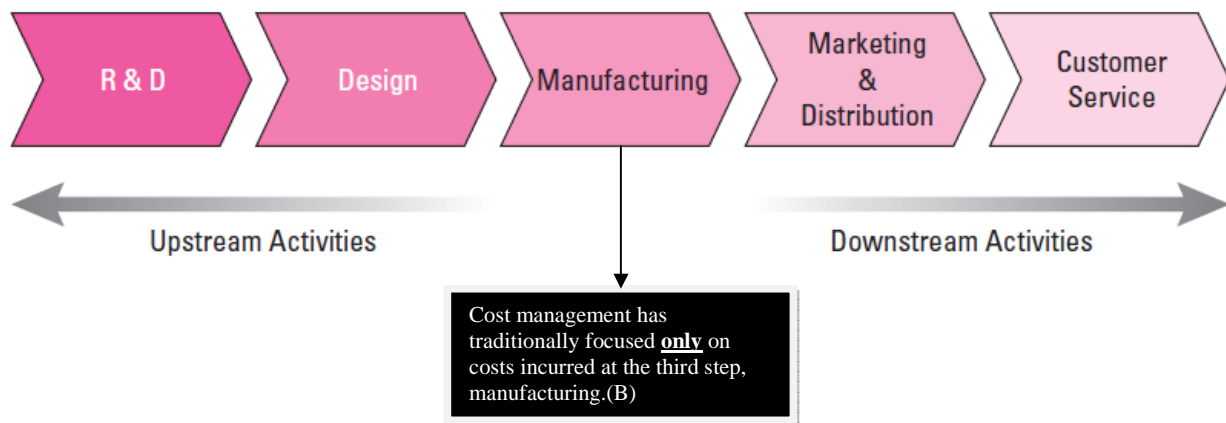 R & D
Design
Manufacturing
Marketing
&
Distribution
Customer
Service
Upstream Activities
Downstream Activities
Cost management has
traditionally focused only on
costs incurred at the third step,
manufacturing.(B)